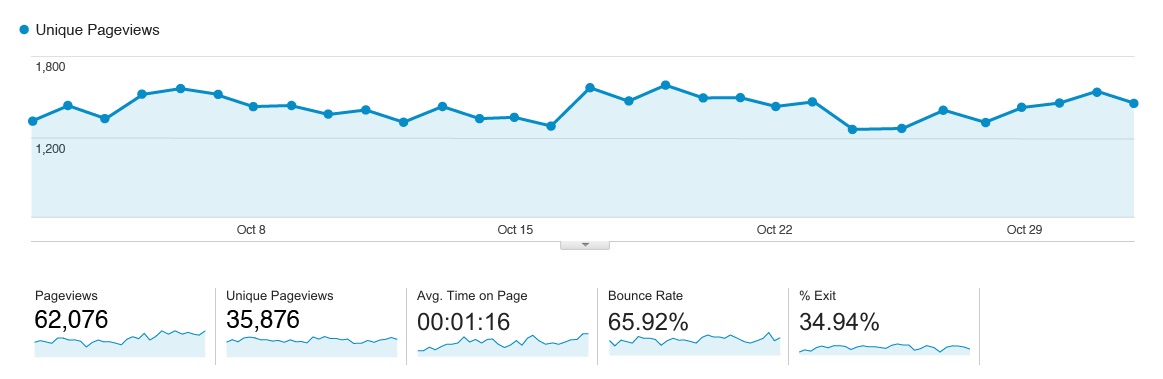 Unique Pageviews
1,800
1,200
Oct 8 Oct 15 Oct 22 Oct 29
Pageviews Unique Pageviews Avg. Time on Page Bounce Rate % Exit
62,076 35,876 00:01:16 65.92% 34.94%